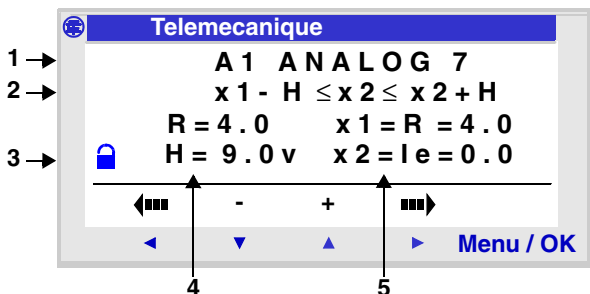 Telemecanique
1 A1 ANALOG 7
2 x1 - H ≤ x2 ≤ x2 + H
R = 4.0 x1 = R = 4.0
3 H = 9.0 v x2 = Ie = 0.0
- +
Menu / OK
4 5